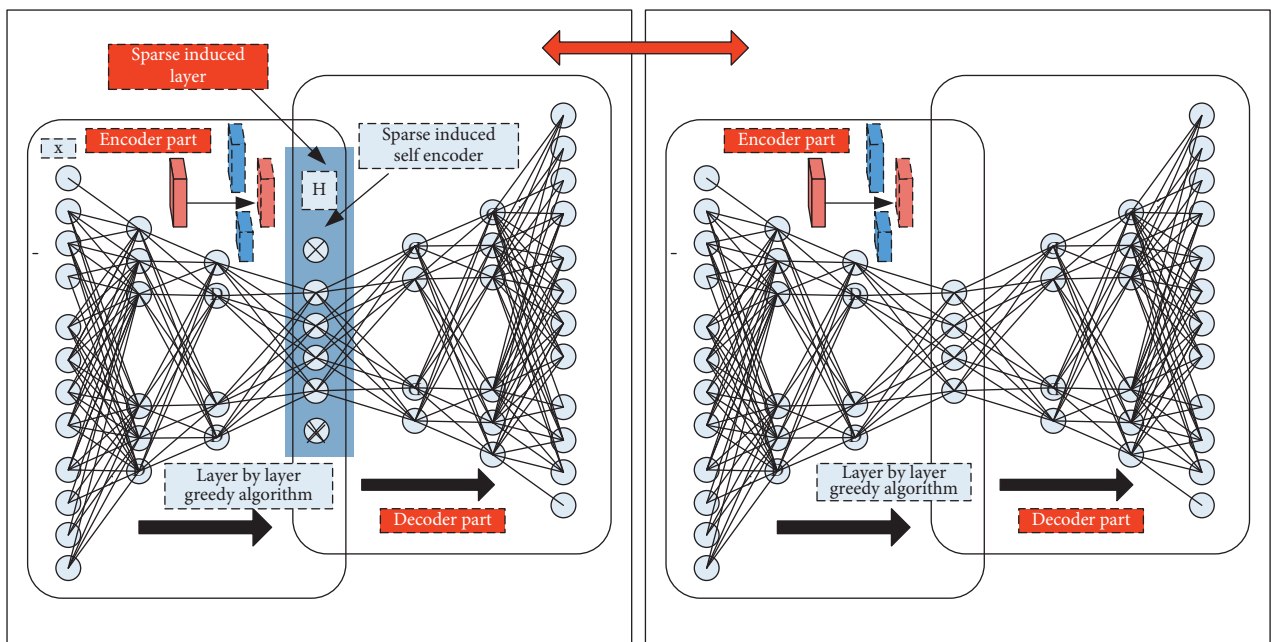 Sparse induced
layer
x
Encoder part
Sparse induced
self encoder
H
Layer by layer
greedy algorithm
Decoder part
Encoder part
Layer by layer
greedy algorithm
Decoder part